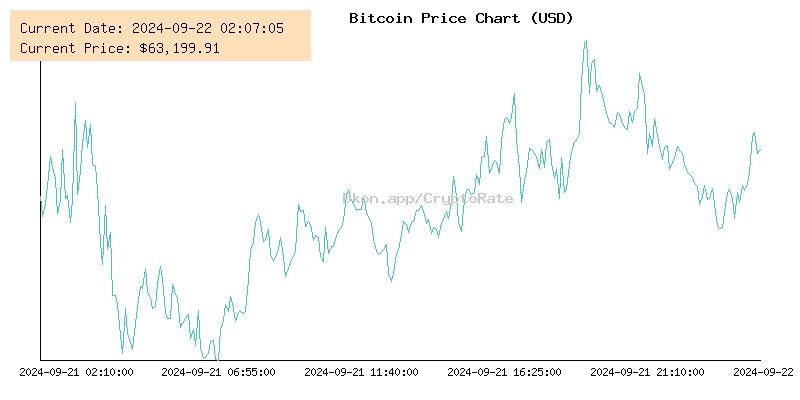 Bitcoin Price Chart (USD)
Current Date: 2024-09-22 02:07:05
Current Price: $63,199.91
Ukon.app/CryptoRate
2024-09-21 02:10:00 2024-09-21 06:55:00 2024-09-21 11:40:00 2024-09-21 16:25:00 2024-09-21 21:10:00 2024-09-22